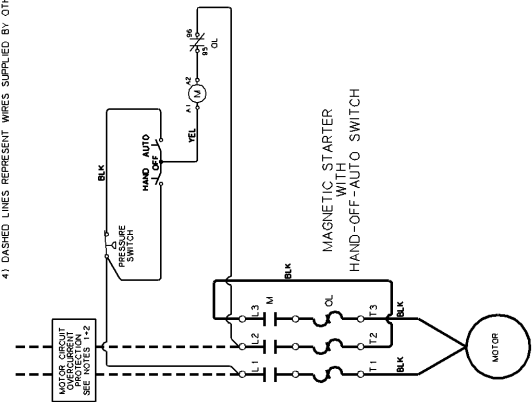 4) DASHED LINES REPRESENT WIRES SUPPLIED BY OTH
96
95
OL
A2
M
A1
YEL
BLK
AUTO
OFF
HAND
PRESSURE
SWITCH
MAGNETIC STARTER
WITH
HAND-OFF-AUTO SWITCH
BLK
MOTOR CIRCUIT
OVERCURRENT
PROTECTION
SEE NOTES 1+2
L3
M
OL
T3
BLK
L2
T2
L1
T1
BLK
MOTOR